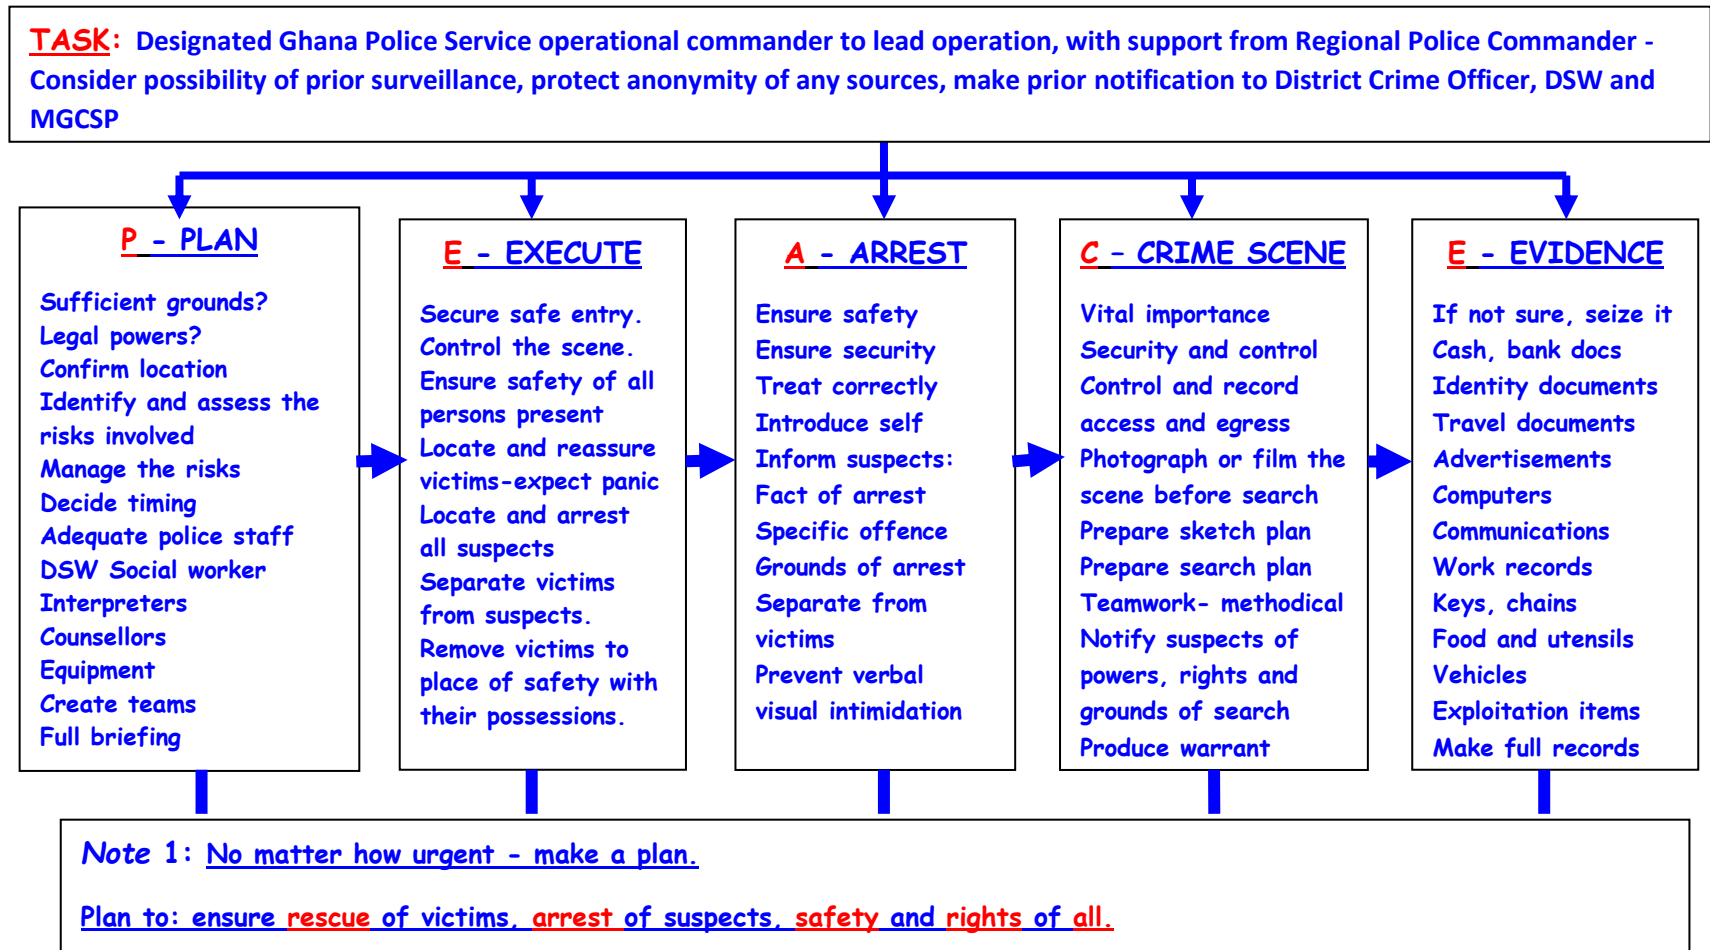 TASK: Designated Ghana Police Service operational commander to lead operation, with support from Regional Police Commander -
Consider possibility of prior surveillance, protect anonymity of any sources, make prior notification to District Crime Officer, DSW and
MGCSP
P - PLAN
Sufficient grounds?
Legal powers?
Confirm location
Identify and assess the
risks involved
Manage the risks
Decide timing
Adequate police staff
DSW Social worker
Interpreters
Counsellors
Equipment
Create teams
Full briefing
E - EXECUTE
Secure safe entry.
Control the scene.
Ensure safety of all
persons present
Locate and reassure
victims-expect panic
Locate and arrest
all suspects
Separate victims
from suspects.
Remove victims to
place of safety with
their possessions.
A - ARREST
Ensure safety
Ensure security
Treat correctly
Introduce self
Inform suspects:
Fact of arrest
Specific offence
Grounds of arrest
Separate from
victims
Prevent verbal
visual intimidation
C – CRIME SCENE
Vital importance
Security and control
Control and record
access and egress
Photograph or film the
scene before search
Prepare sketch plan
Prepare search plan
Teamwork- methodical
Notify suspects of
powers, rights and
grounds of search
Produce warrant
E - EVIDENCE
If not sure, seize it
Cash, bank docs
Identity documents
Travel documents
Advertisements
Computers
Communications
Work records
Keys, chains
Food and utensils
Vehicles
Exploitation items
Make full records
Note 1: No matter how urgent - make a plan.
Plan to: ensure rescue of victims, arrest of suspects, safety and rights of all.